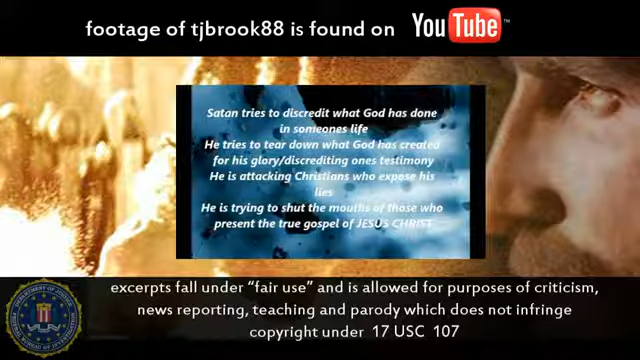 footage of tjbrook88 is found on YouTube™
Satan tries to discredit what God has done
in someones life
He tries to tear down what God has created
for his glory/discrediting ones testimony
He is attacking Christians who expose his
lies
He is trying to shut the mouths of those who
present the true gospel of JESUS CHRIST
excerpts fall under “fair use” and is allowed for purposes of criticism,
news reporting, teaching and parody which does not infringe
copyright under 17 USC 107